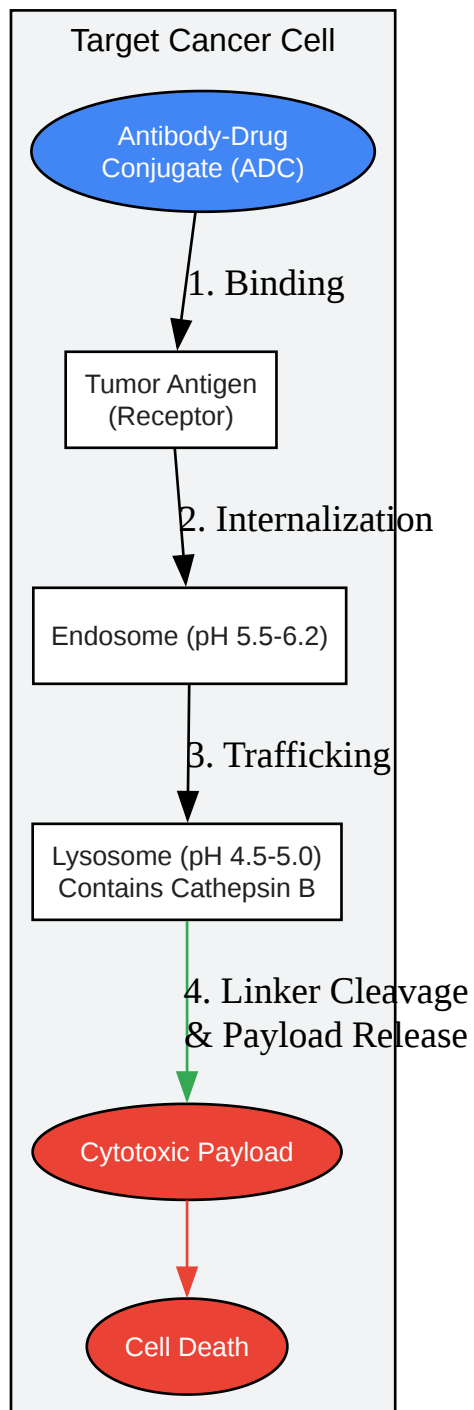 Target Cancer Cell
Antibody-Drug
Conjugate (ADC)
1. Binding
Tumor Antigen
(Receptor)
2. Internalization
Endosome (pH 5.5-6.2)
3. Trafficking
Lysosome (pH 4.5-5.0)
Contains Cathepsin B
4. Linker Cleavage
& Payload Release
Cytotoxic Payload
Cell Death